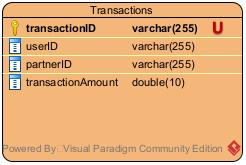 Transactions
transactionID varchar(255) U
userID varchar(255)
partnerID varchar(255)
transactionAmount double(10)
Powered By Visual Paradigm Community Edition